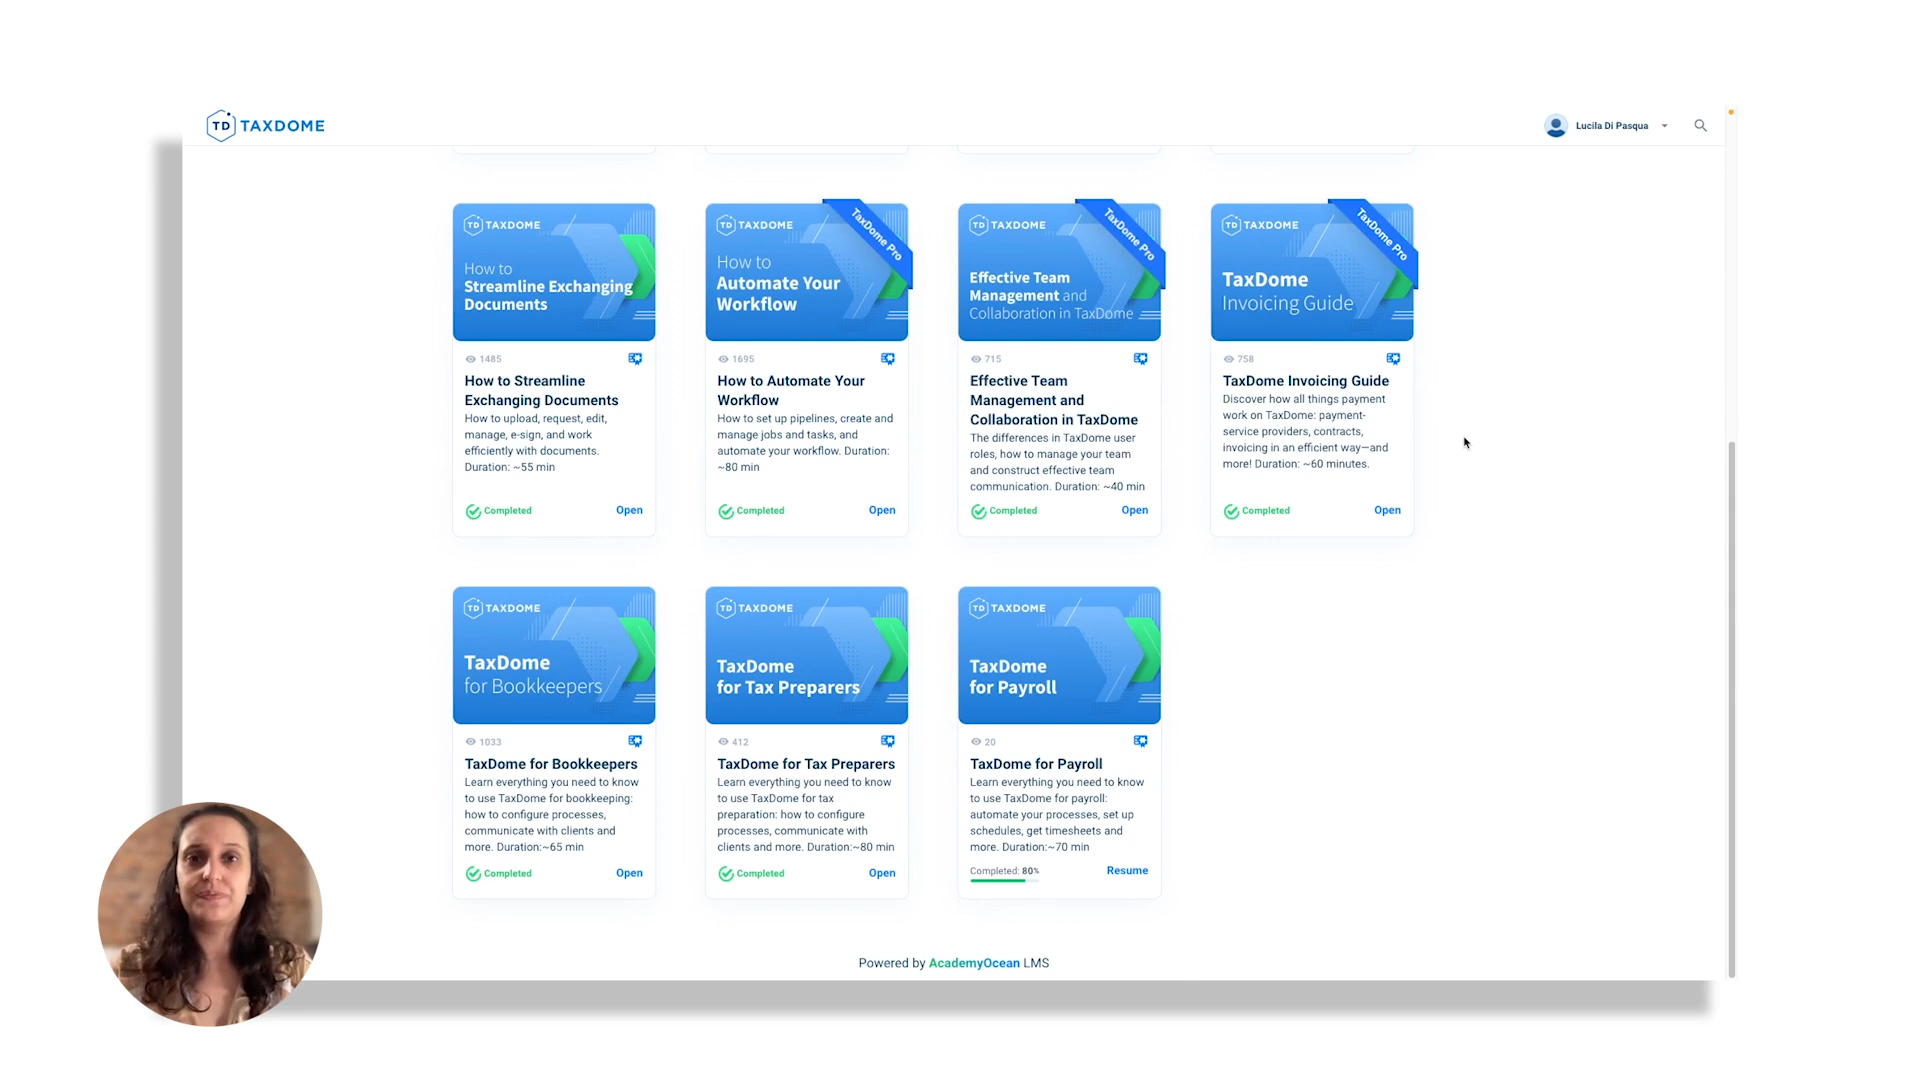 TD TAXDOME
Lucila Di Pasqua
TD TAXDOME
How to
Streamline Exchanging
Documents
1485
How to Streamline
Exchanging Documents
How to upload, request, edit,
manage, e-sign, and work
efficiently with documents.
Duration: ~55 min
Completed
Open
TD TAXDOME
TaxDome Pro
How to
Automate Your
Workflow
1695
How to Automate Your
Workflow
How to set up pipelines, create and
manage jobs and tasks, and
automate your workflow. Duration:
~80 min
Completed
Open
TD TAXDOME
TaxDome Pro
Effective Team
Management and
Collaboration in TaxDome
715
Effective Team
Management and
Collaboration in TaxDome
The differences in TaxDome user
roles, how to manage your team
and construct effective team
communication. Duration: ~40 min
Completed
Open
TD TAXDOME
TaxDome Pro
TaxDome
Invoicing Guide
758
TaxDome Invoicing Guide
Discover how all things payment
work on TaxDome: payment-
service providers, contracts,
invoicing in an efficient way—and
more! Duration: ~60 minutes.
Completed
Open
TD TAXDOME
TaxDome
for Bookkeepers
1033
TaxDome for Bookkeepers
Learn everything you need to know
to use TaxDome for bookkeeping:
how to configure processes,
communicate with clients and
more. Duration:~65 min
Completed
Open
TD TAXDOME
TaxDome
for Tax Preparers
412
TaxDome for Tax Preparers
Learn everything you need to know
to use TaxDome for tax
preparation: how to configure
processes, communicate with
clients and more. Duration:~80 min
Completed
Open
TD TAXDOME
TaxDome
for Payroll
20
TaxDome for Payroll
Learn everything you need to know
to use TaxDome for payroll:
automate your processes, set up
schedules, get timesheets and
more. Duration:~70 min
Completed: 80%
Resume
Powered by AcademyOcean LMS